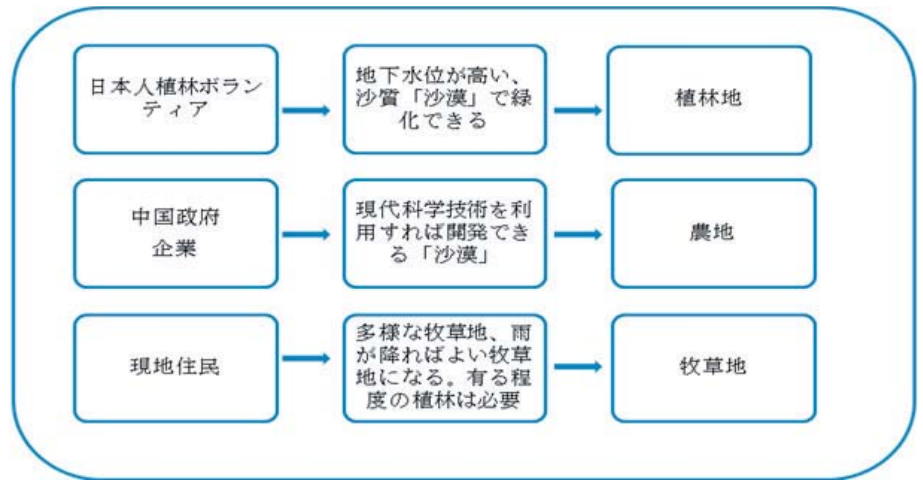 日本人植林ボラン
ティア
地下水位が高い、
沙質「沙漠」で緑
化できる
植林地
中国政府
企業
現代科学技術を利
用すれば開発でき
る「沙漠」
農地
現地住民
多様な牧草地、雨
が降ればよい牧草
地になる。有る程
度の植林は必要
牧草地